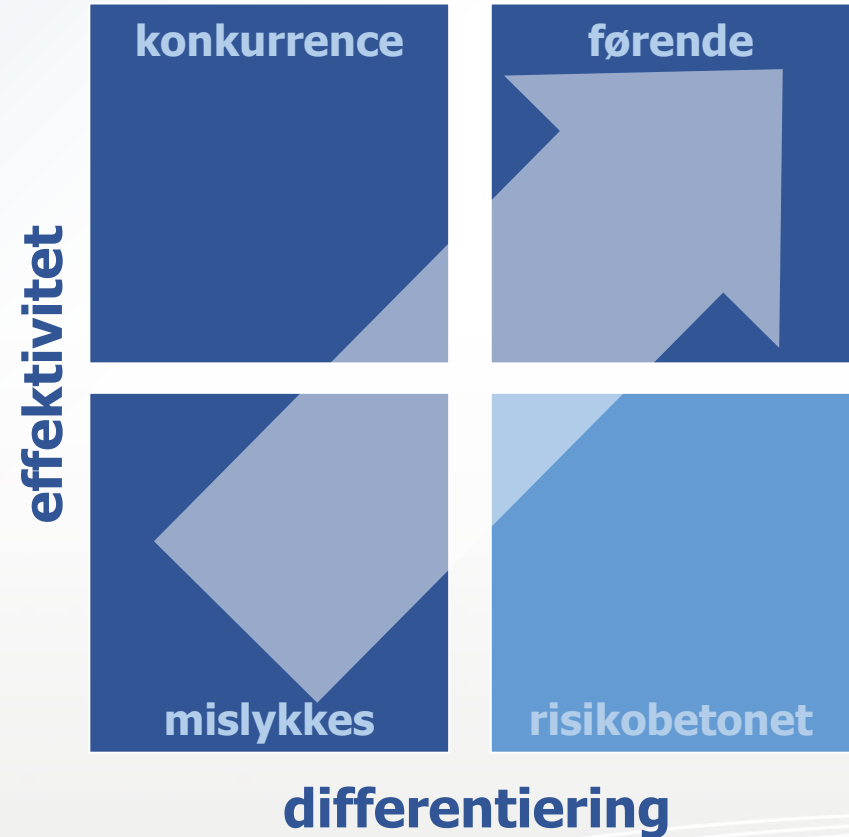 konkurrence
førende
effektivitet
mislykkes
risikobetonet
differentiering